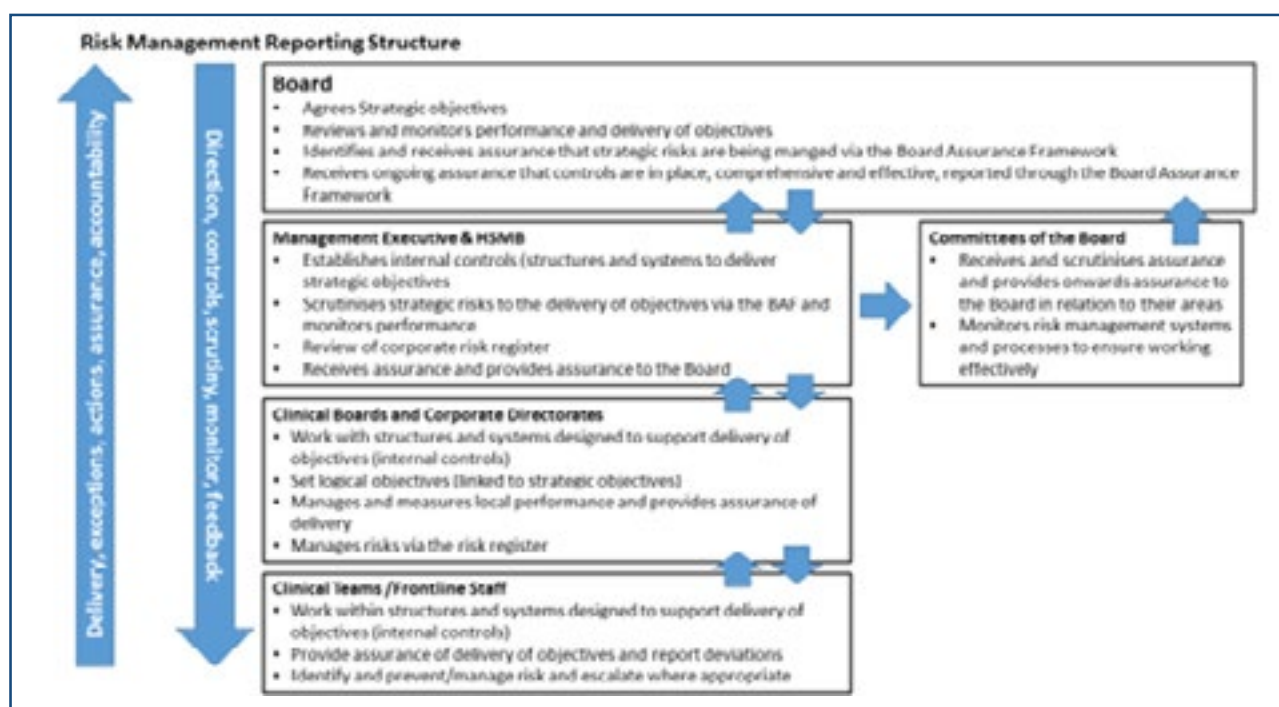 Risk Management Reporting Structure
Delivery, exceptions, actions, assurance, accountability
Direction, controls, scrutiny, monitor, feedback
Board
• Agrees Strategic objectives
• Reviews and monitors performance and delivery of objectives
• Identifies and receives assurance that strategic risks are being manged via the Board Assurance Framework
• Receives ongoing assurance that controls are in place, comprehensive and effective, reported through the Board Assurance
Framework
Management Executive & HSMB
• Establishes internal controls (structures and systems to deliver
strategic objectives
• Scrutinises strategic risks to the delivery of objectives via the BAF and
monitors performance
• Review of corporate risk register
• Receives assurance and provides assurance to the Board
Committees of the Board
• Receives and scrutinises assurance
and provides onwards assurance to
the Board in relation to their areas
• Monitors risk management systems
and processes to ensure working
effectively
Clinical Boards and Corporate Directorates
• Work with structures and systems designed to support delivery of
objectives (internal controls)
• Set logical objectives (linked to strategic objectives)
• Manages and measures local performance and provides assurance of
delivery
• Manages risks via the risk register
Clinical Teams /Frontline Staff
• Work within structures and systems designed to support delivery of
objectives (internal controls)
• Provide assurance of delivery of objectives and report deviations
• Identify and prevent/manage risk and escalate where appropriate